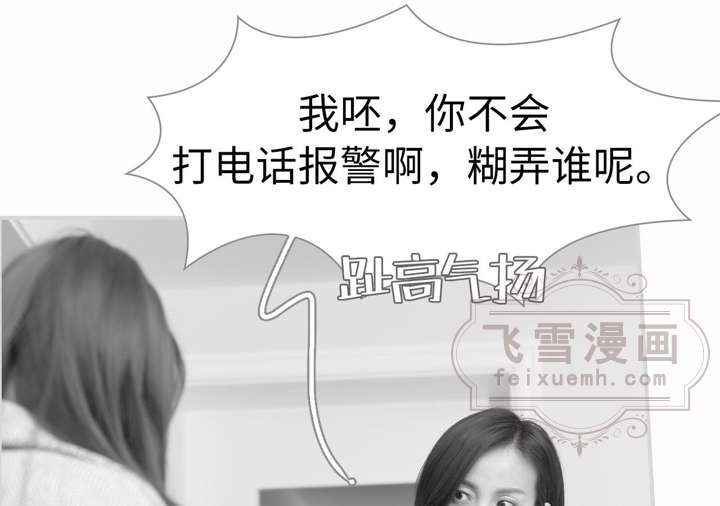 我呸，你不会
打电话报警啊，糊弄谁呢。
趾高气扬
飞雪漫画
feixuemh.com